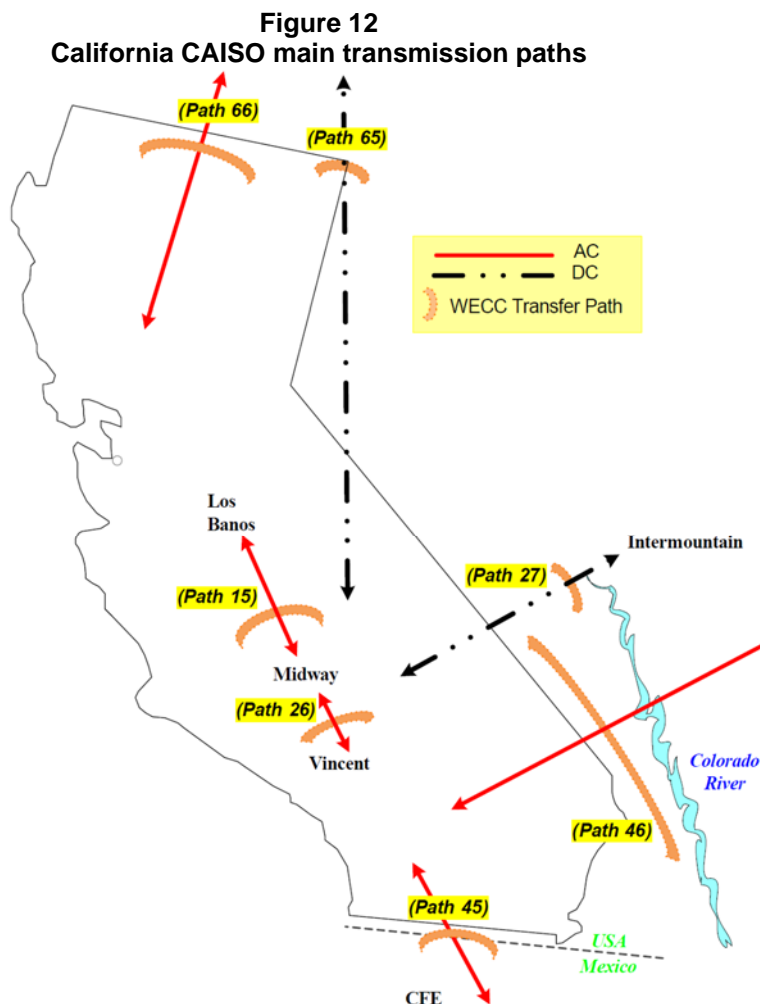 Figure 12
California CAISO main transmission paths
(Path 66)
(Path 65)
AC
DC
WECC Transfer Path
Los
Banos
Intermountain
(Path 27)
(Path 15)
Midway
(Path 26)
Vincent
Colorado
River
(Path 46)
(Path 45)
USA
Mexico
CFE